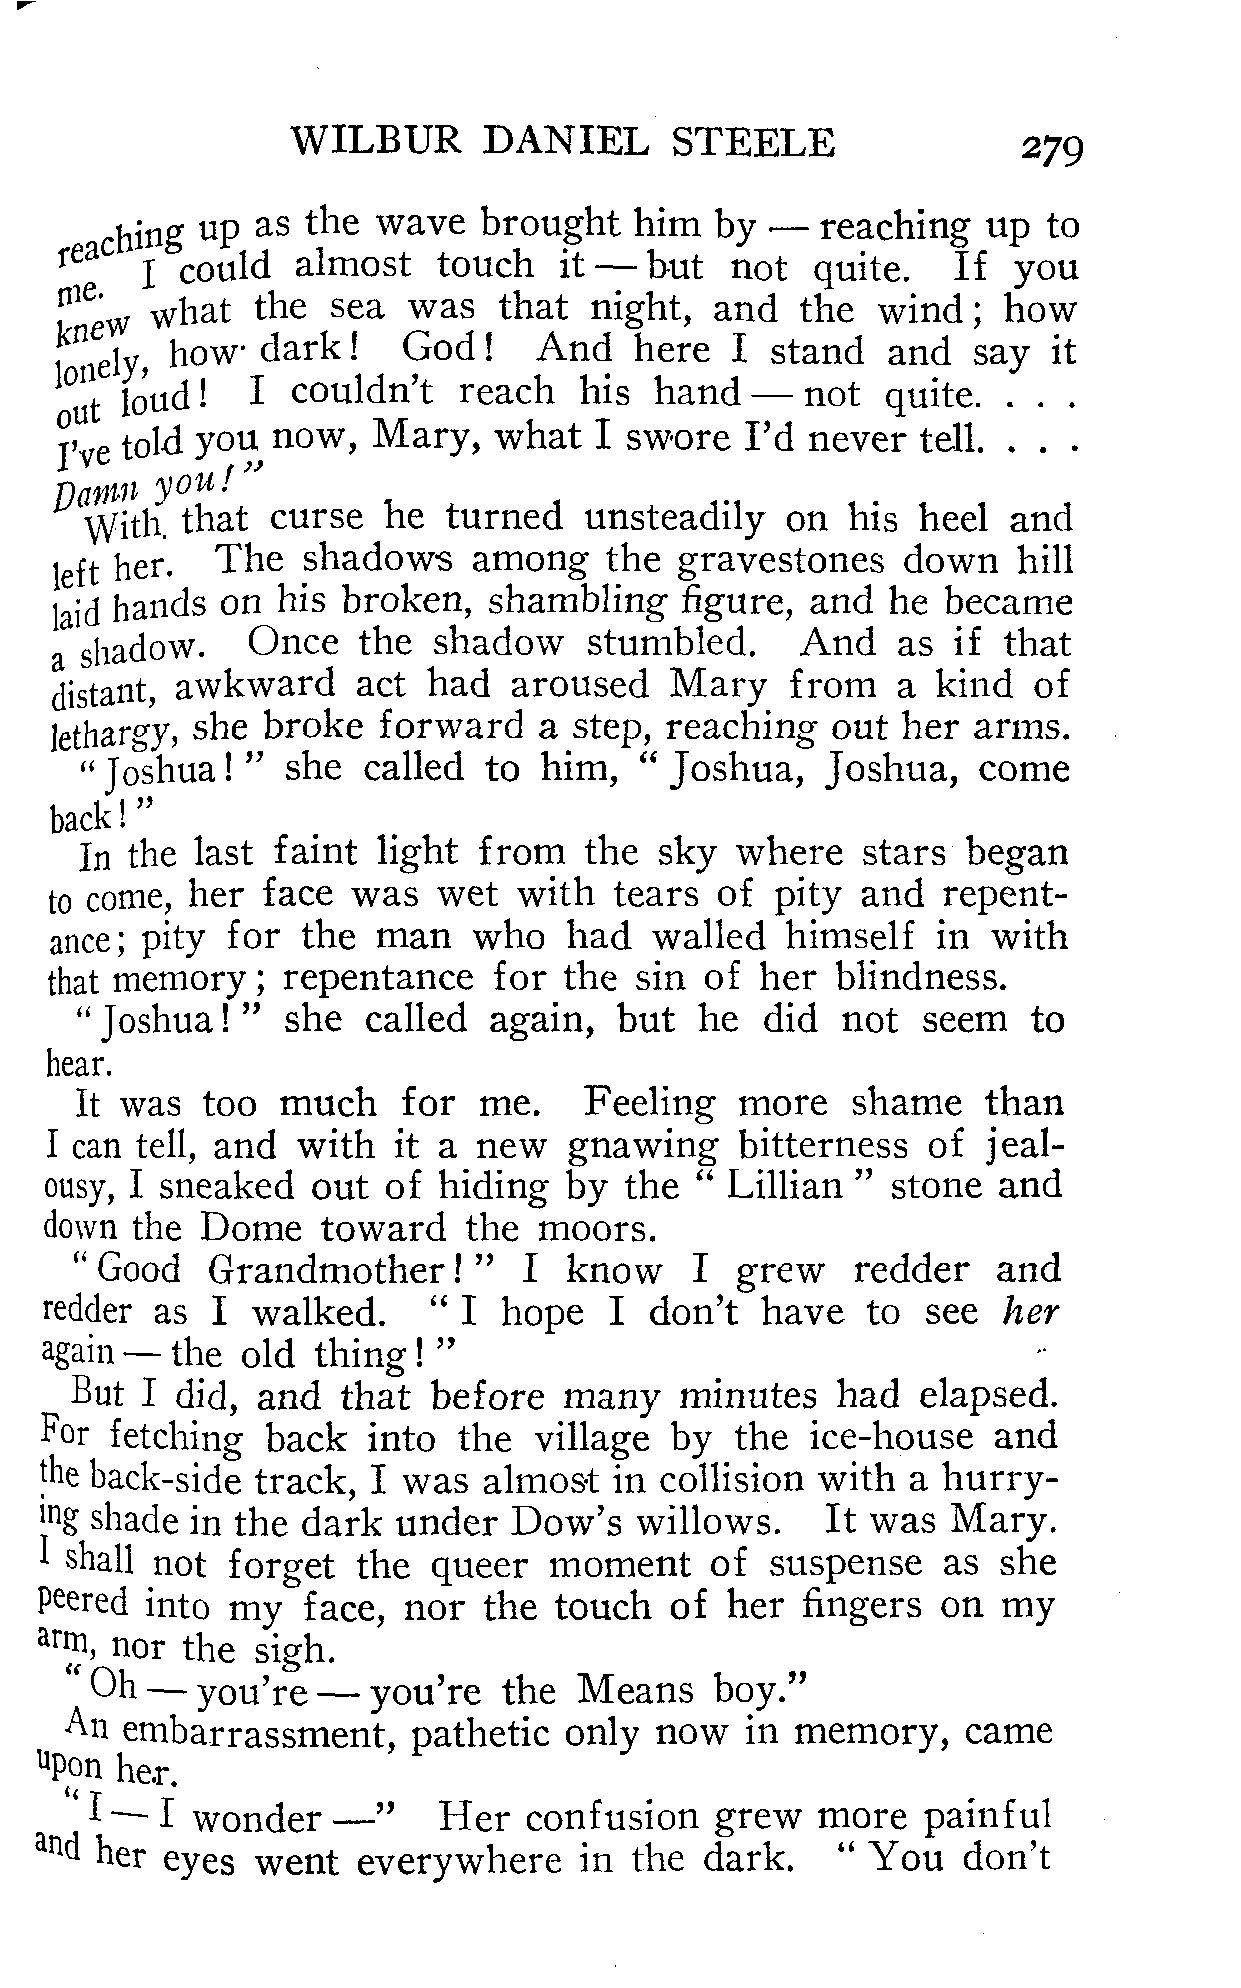 WILBUR DANIEL STEELE 279
reaching up as the wave brought him by — reaching up to
me. I could almost touch it — but not quite. If you
knew what the sea was that night, and the wind; how
lonely, how dark! God! And here I stand and say it
out loud! I couldn't reach his hand — not quite. . . .
I've told you now, Mary, what I swore I'd never tell. . . .
Damn you!"
With that curse he turned unsteadily on his heel and
left her. The shadows among the gravestones down hill
laid hands on his broken, shambling figure, and he became
a shadow. Once the shadow stumbled. And as if that
distant, awkward act had aroused Mary from a kind of
lethargy, she broke forward a step, reaching out her arms.
"Joshua!" she called to him, "Joshua, Joshua, come
back!"
In the last faint light from the sky where stars began
to come, her face was wet with tears of pity and repent-
ance; pity for the man who had walled himself in with
that memory; repentance for the sin of her blindness.
"Joshua!" she called again, but he did not seem to
hear.
It was too much for me. Feeling more shame than
I can tell, and with it a new gnawing bitterness of jeal-
ousy, I sneaked out of hiding by the "Lillian" stone and
down the Dome toward the moors.
"Good Grandmother!" I know I grew redder and
redder as I walked. "I hope I don't have to see her
again — the old thing!"
But I did, and that before many minutes had elapsed.
For fetching back into the village by the ice-house and
the back-side track, I was almost in collision with a hurry-
ing shade in the dark under Dow's willows. It was Mary.
I shall not forget the queer moment of suspense as she
peered into my face, nor the touch of her fingers on my
arm, nor the sigh.
"Oh — you're — you're the Means boy."
An embarrassment, pathetic only now in memory, came
upon her.
"I — I wonder —" Her confusion grew more painful
and her eyes went everywhere in the dark. "You don't